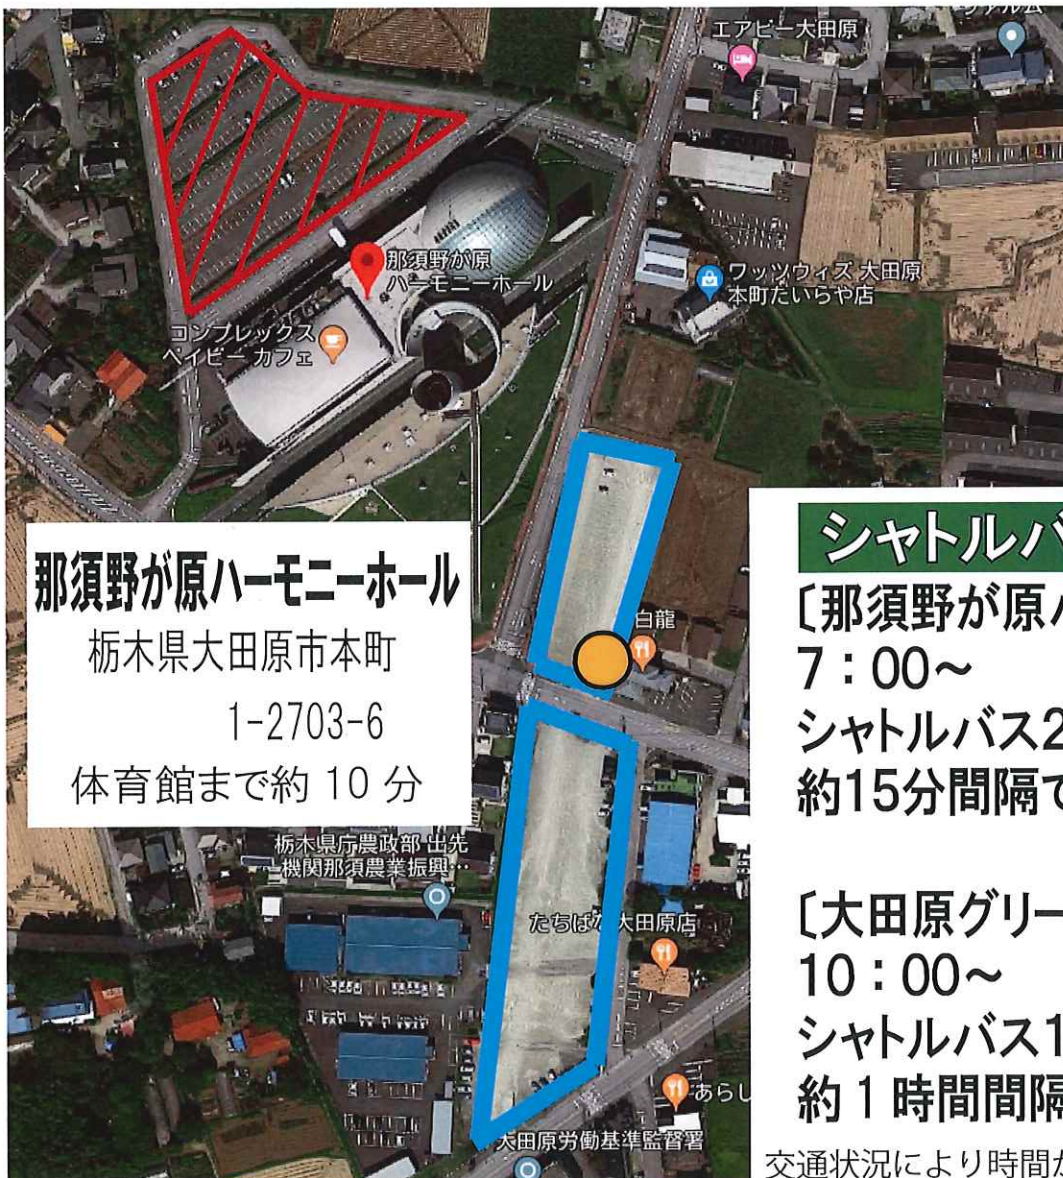 エアピー大田原
那須野が原
ハーモニーホール
ワッツウィズ 大田原
本町たいらや店
コンプレックス
ベイビー カフェ
那須野が原ハーモニーホール
栃木県大田原市本町
1-2703-6
体育館まで約 10 分
白龍
栃木県庁農政部 出先
機関那須農業振興…
たちばな 大田原店
あらし
大田原労働基準監督署
シャトルバ
〔那須野が原ハ
7：00～
シャトルバス2
約15分間隔で
〔大田原グリー
10：00～
シャトルバス1
約1時間間隔
交通状況により時間が